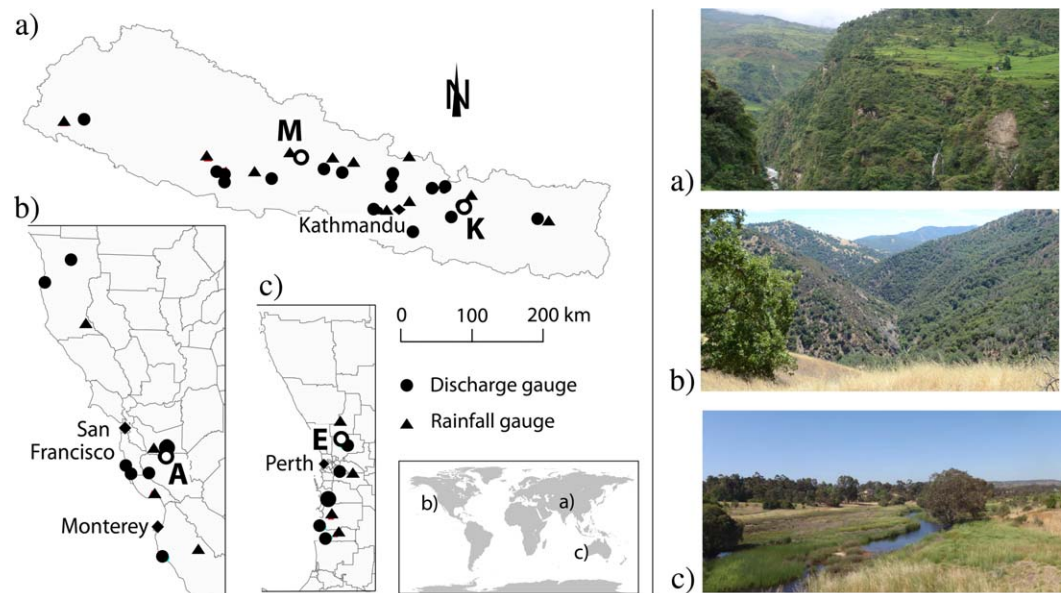 a)
N
M
Kathmandu
K
b)
San
Francisco
A
Monterey
c)
E
Perth
0 100 200 km
Discharge gauge
Rainfall gauge
b)
a)
c)
a)
b)
c)